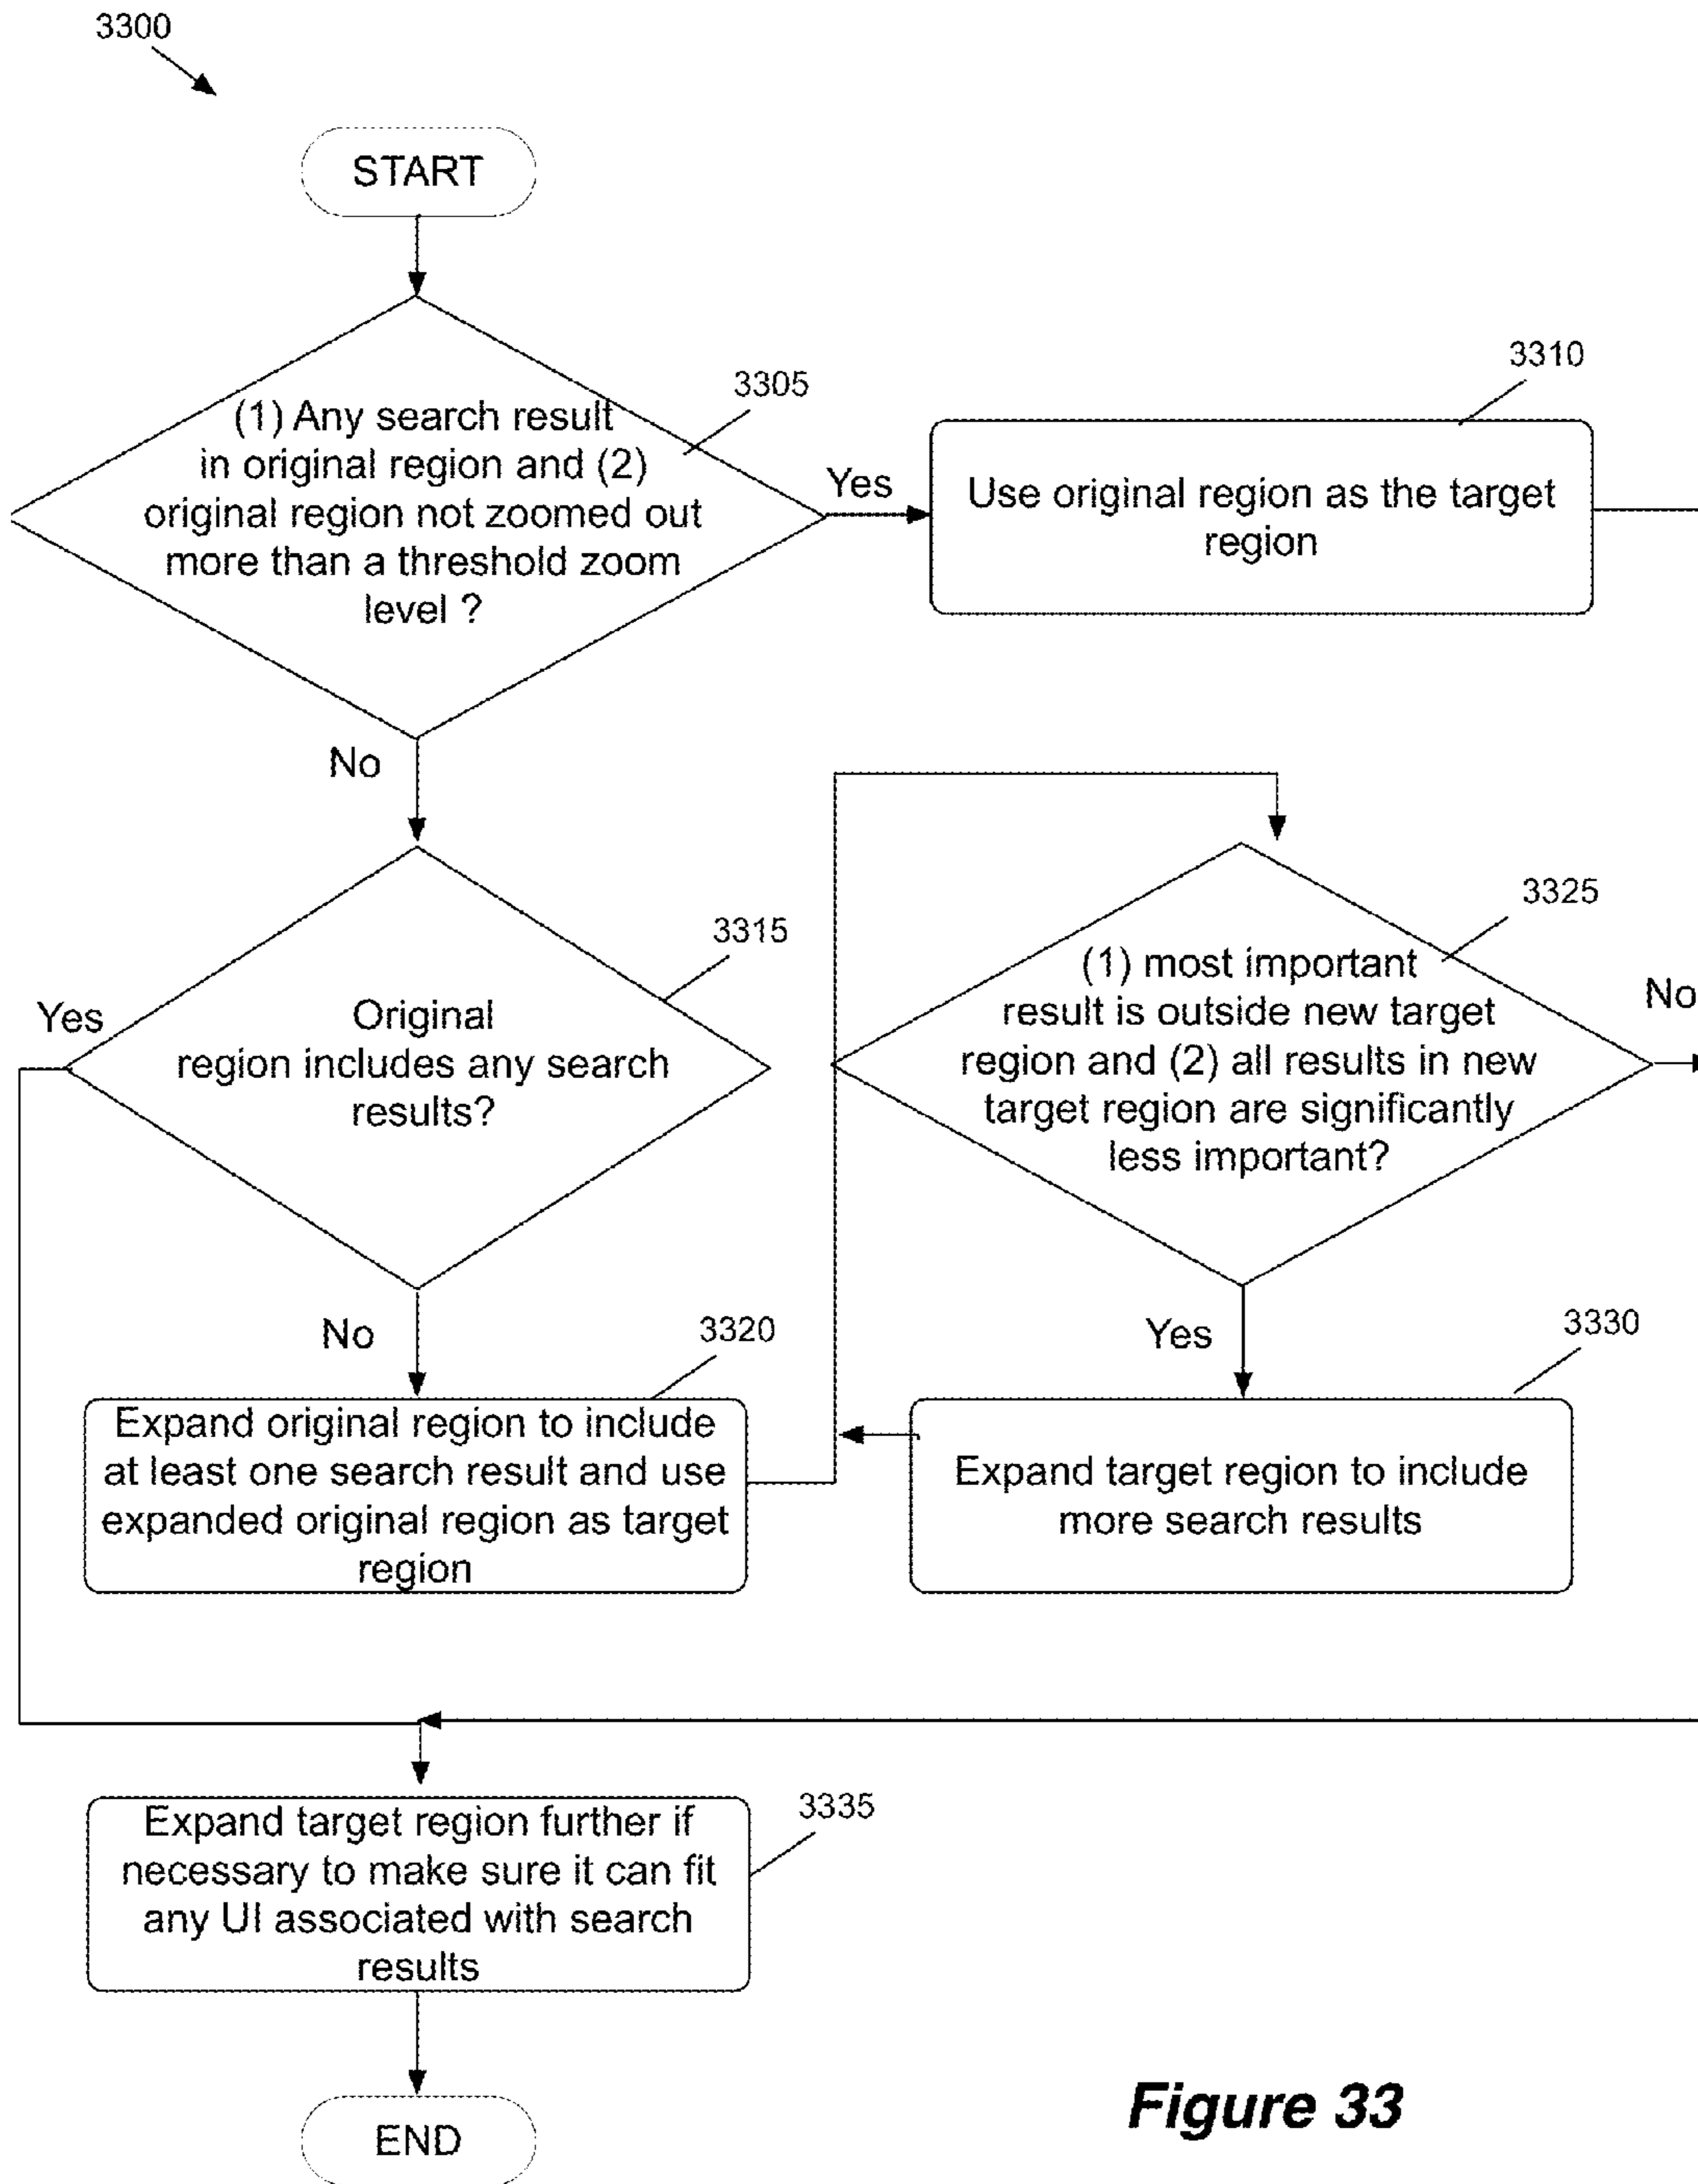 3300
START
3305
(1) Any search result
in original region and (2)
original region not zoomed out
more than a threshold zoom
level ?
Yes
3310
Use original region as the target
region
No
3315
Yes
Original
region includes any search
results?
3325
(1) most important
result is outside new target
region and (2) all results in new
target region are significantly
less important?
No
No
3320
Expand original region to include
at least one search result and use
expanded original region as target
region
Yes
3330
Expand target region to include
more search results
3335
Expand target region further if
necessary to make sure it can fit
any UI associated with search
results
END
Figure 33